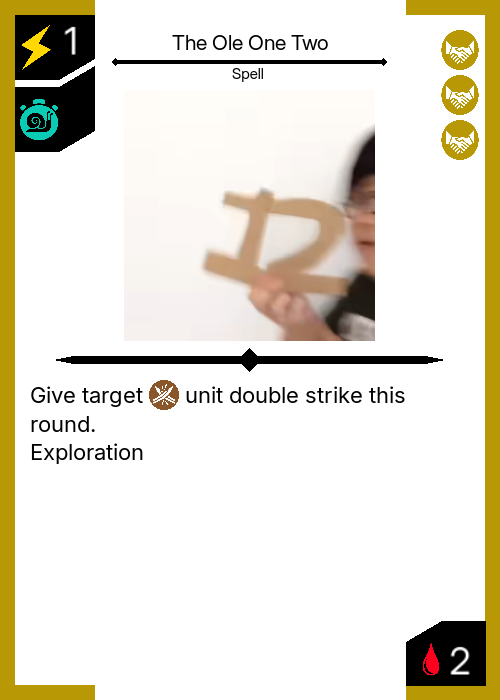 1
The Ole One Two
Spell
12
Give target unit double strike this
round.
Exploration
2